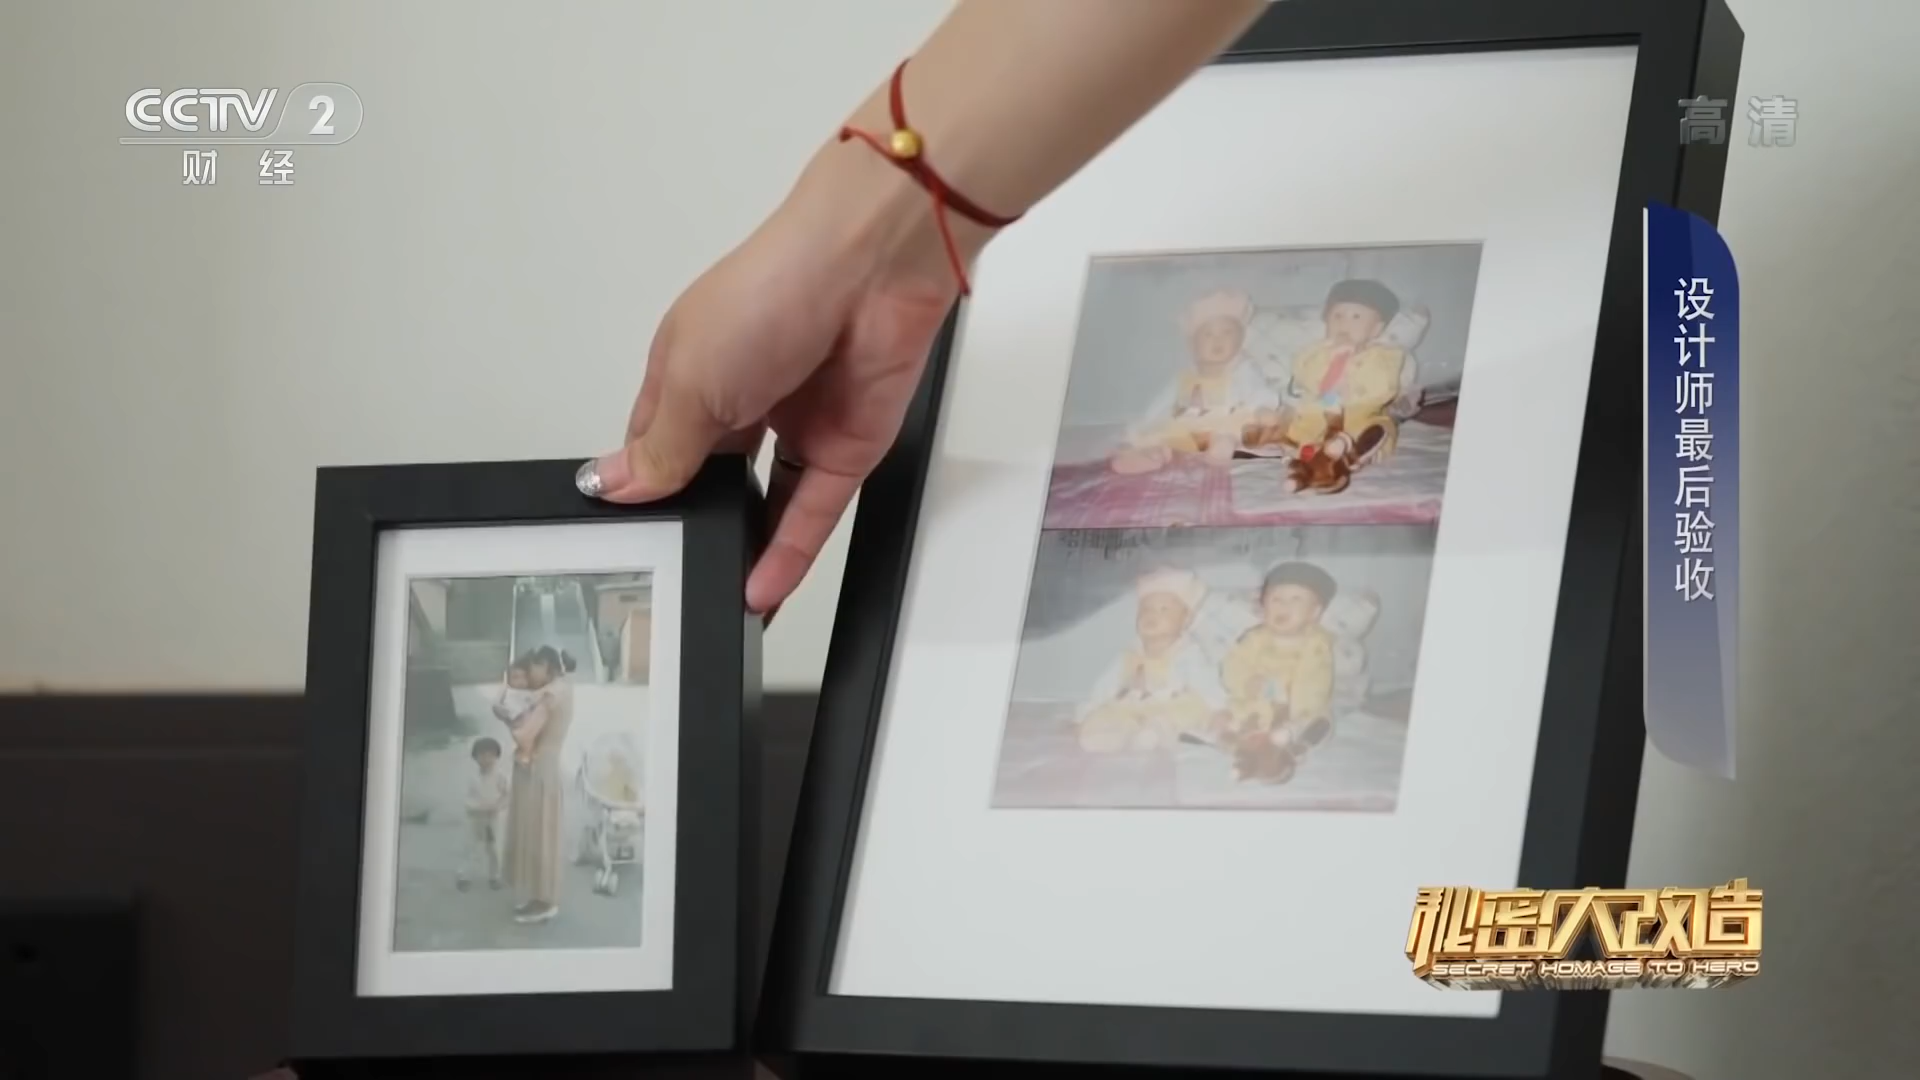 CCTV 2
财 经
高 清
设计师最后验收
秘密大改造
SECRET HOMAGE TO HERO